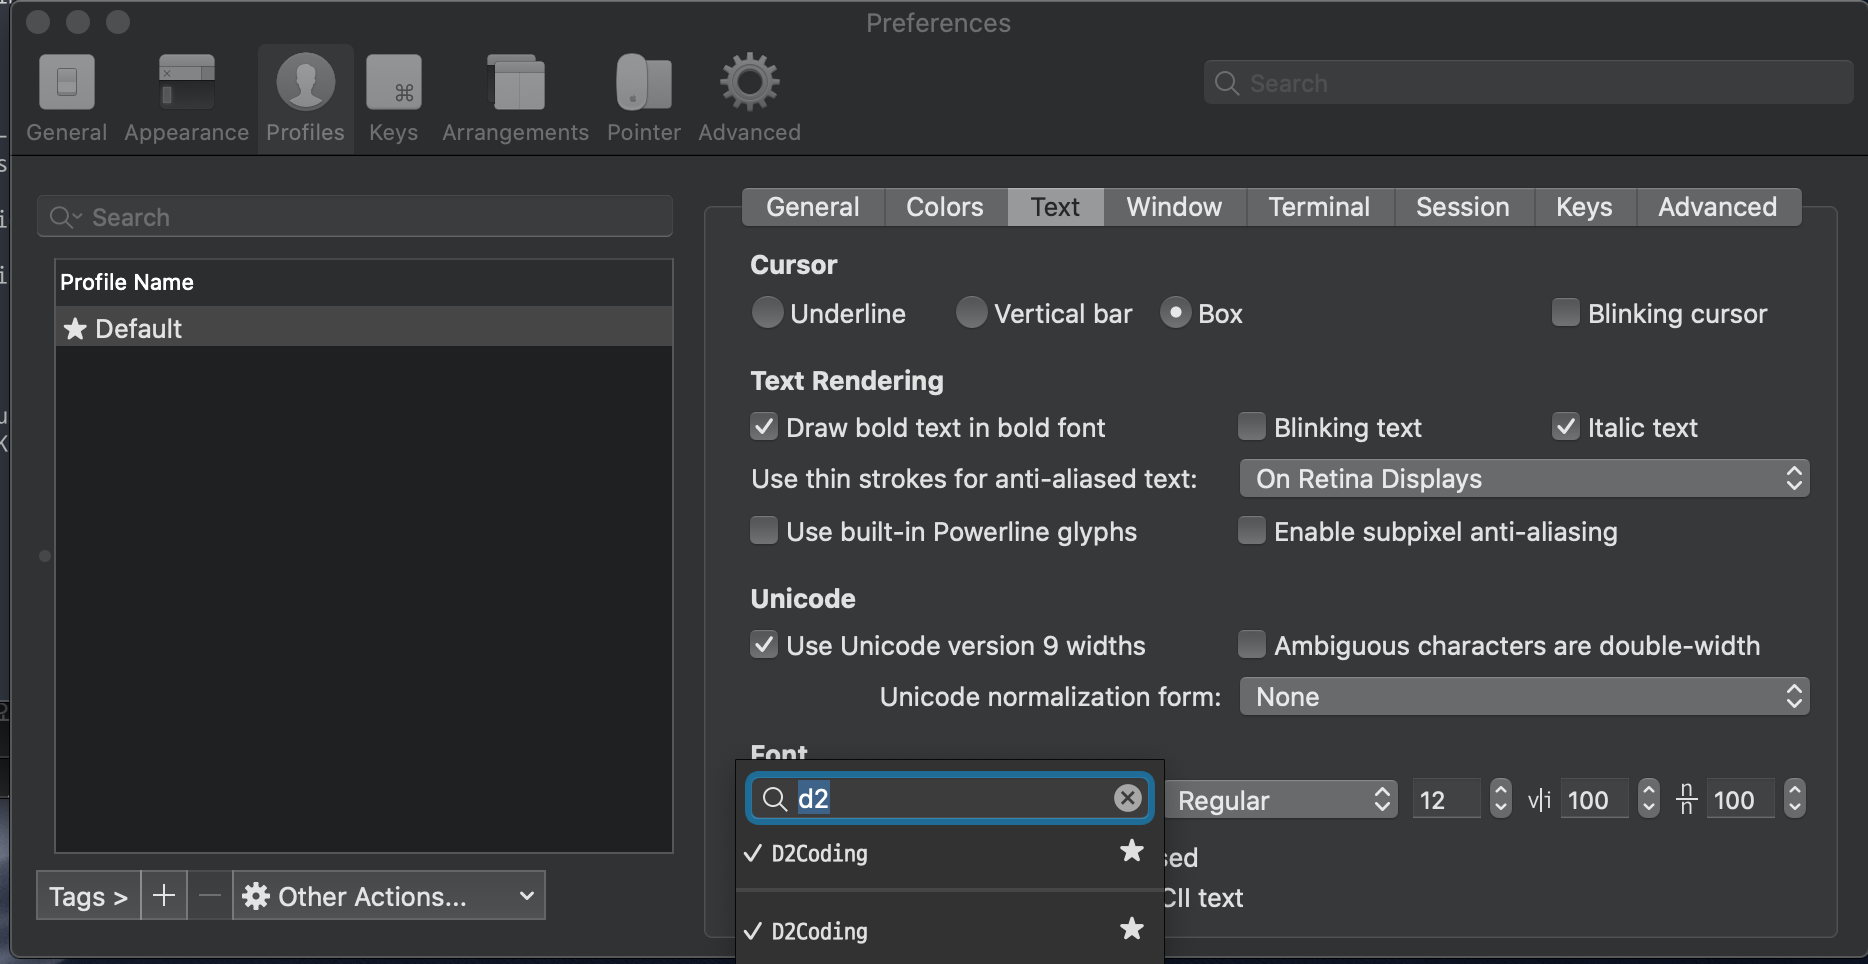 Preferences
General Appearance Profiles Keys Arrangements Pointer Advanced
Search
Search
Profile Name
Default
Tags >
Other Actions...
General Colors Text Window Terminal Session Keys Advanced
Cursor
Underline Vertical bar Box Blinking cursor
Text Rendering
Draw bold text in bold font Blinking text Italic text
Use thin strokes for anti-aliased text: On Retina Displays
Use built-in Powerline glyphs Enable subpixel anti-aliasing
Unicode
Use Unicode version 9 widths Ambiguous characters are double-width
Unicode normalization form: None
Font
d2 Regular 12 v|i 100 n/n 100
D2Coding
sed
CII text
D2Coding